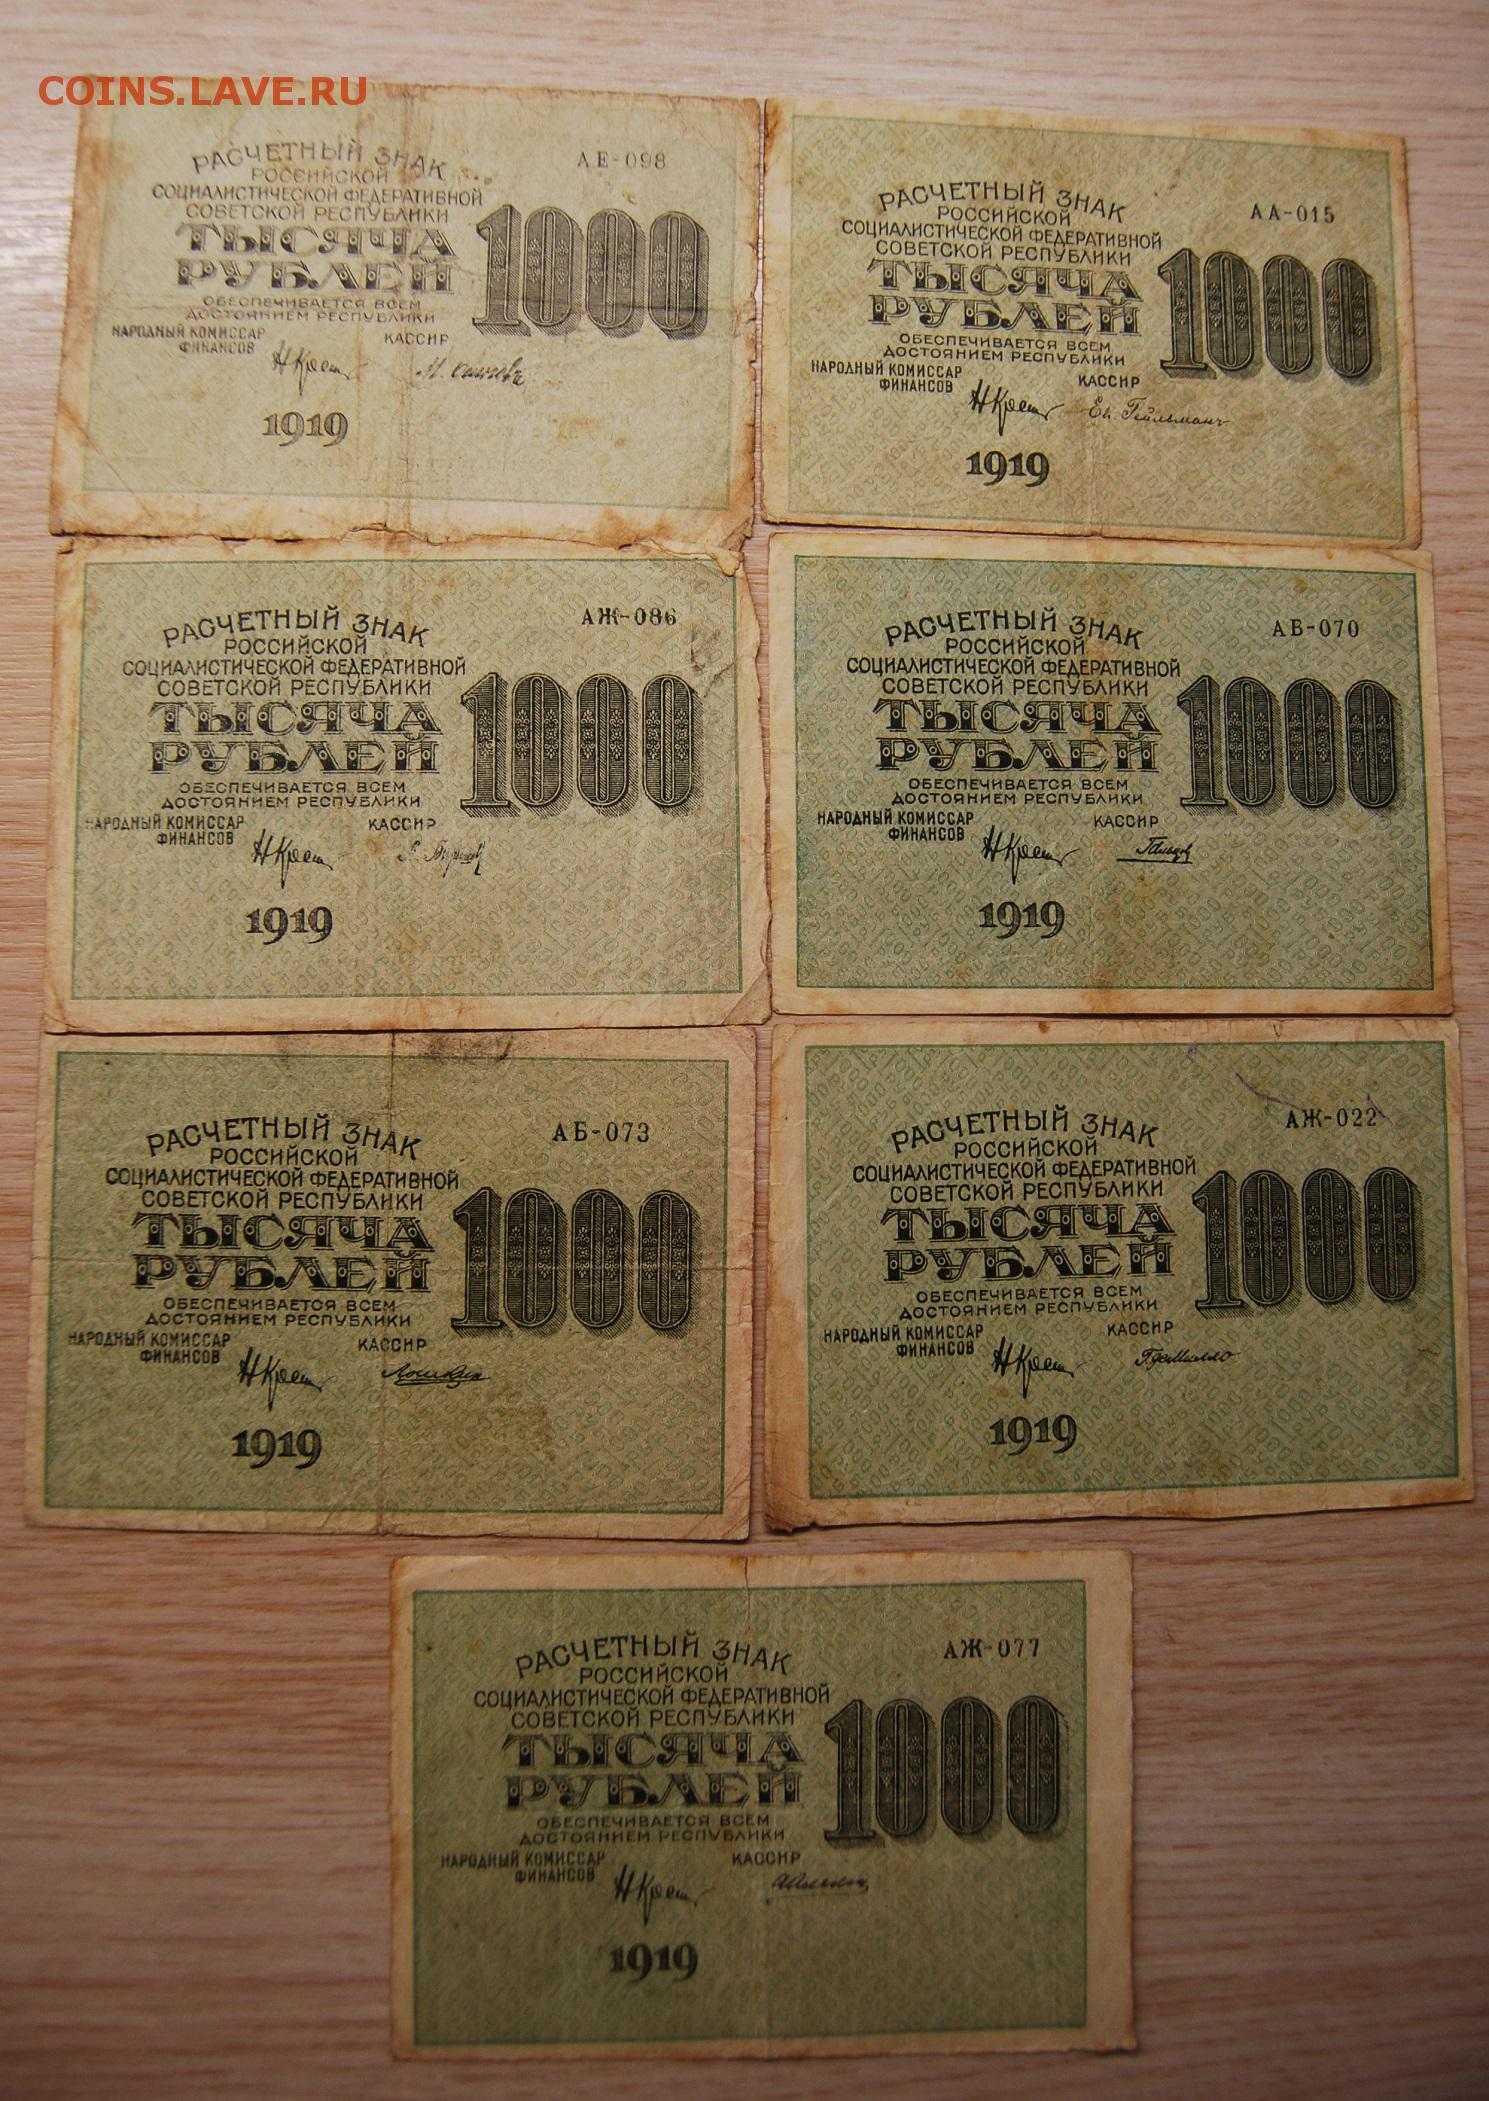 COINS.LAVE.RU
РАСЧЕТНЫЙ ЗНАК
РОССИЙСКОЙ
СОЦИАЛИСТИЧЕСКОЙ ФЕДЕРАТИВНОЙ
СОВЕТСКОЙ РЕСПУБЛИКИ
ТЫСЯЧА
РУБЛЕЙ
ОБЕСПЕЧИВАЕТСЯ ВСЕМ
ДОСТОЯНИЕМ РЕСПУБЛИКИ
НАРОДНЫЙ КОМИССАР
ФИНАНСОВ
КАССИР
АЕ-098
1000
1919
РАСЧЕТНЫЙ ЗНАК
РОССИЙСКОЙ
СОЦИАЛИСТИЧЕСКОЙ ФЕДЕРАТИВНОЙ
СОВЕТСКОЙ РЕСПУБЛИКИ
ТЫСЯЧА
РУБЛЕЙ
ОБЕСПЕЧИВАЕТСЯ ВСЕМ
ДОСТОЯНИЕМ РЕСПУБЛИКИ
НАРОДНЫЙ КОМИССАР
ФИНАНСОВ
КАССИР
Гейльманъ
АА-015
1000
1919
РАСЧЕТНЫЙ ЗНАК
РОССИЙСКОЙ
СОЦИАЛИСТИЧЕСКОЙ ФЕДЕРАТИВНОЙ
СОВЕТСКОЙ РЕСПУБЛИКИ
ТЫСЯЧА
РУБЛЕЙ
ОБЕСПЕЧИВАЕТСЯ ВСЕМ
ДОСТОЯНИЕМ РЕСПУБЛИКИ
НАРОДНЫЙ КОМИССАР
ФИНАНСОВ
КАССИР
АЖ-086
1000
1919
РАСЧЕТНЫЙ ЗНАК
РОССИЙСКОЙ
СОЦИАЛИСТИЧЕСКОЙ ФЕДЕРАТИВНОЙ
СОВЕТСКОЙ РЕСПУБЛИКИ
ТЫСЯЧА
РУБЛЕЙ
ОБЕСПЕЧИВАЕТСЯ ВСЕМ
ДОСТОЯНИЕМ РЕСПУБЛИКИ
НАРОДНЫЙ КОМИССАР
ФИНАНСОВ
КАССИР
АБ-070
1000
1919
РАСЧЕТНЫЙ ЗНАК
РОССИЙСКОЙ
СОЦИАЛИСТИЧЕСКОЙ ФЕДЕРАТИВНОЙ
СОВЕТСКОЙ РЕСПУБЛИКИ
ТЫСЯЧА
РУБЛЕЙ
ОБЕСПЕЧИВАЕТСЯ ВСЕМ
ДОСТОЯНИЕМ РЕСПУБЛИКИ
НАРОДНЫЙ КОМИССАР
ФИНАНСОВ
КАССИР
АБ-073
1000
1919
РАСЧЕТНЫЙ ЗНАК
РОССИЙСКОЙ
СОЦИАЛИСТИЧЕСКОЙ ФЕДЕРАТИВНОЙ
СОВЕТСКОЙ РЕСПУБЛИКИ
ТЫСЯЧА
РУБЛЕЙ
ОБЕСПЕЧИВАЕТСЯ ВСЕМ
ДОСТОЯНИЕМ РЕСПУБЛИКИ
НАРОДНЫЙ КОМИССАР
ФИНАНСОВ
КАССИР
АЖ-022
1000
1919
РАСЧЕТНЫЙ ЗНАК
РОССИЙСКОЙ
СОЦИАЛИСТИЧЕСКОЙ ФЕДЕРАТИВНОЙ
СОВЕТСКОЙ РЕСПУБЛИКИ
ТЫСЯЧА
РУБЛЕЙ
ОБЕСПЕЧИВАЕТСЯ ВСЕМ
ДОСТОЯНИЕМ РЕСПУБЛИКИ
НАРОДНЫЙ КОМИССАР
ФИНАНСОВ
КАССИР
АЖ-077
1000
1919